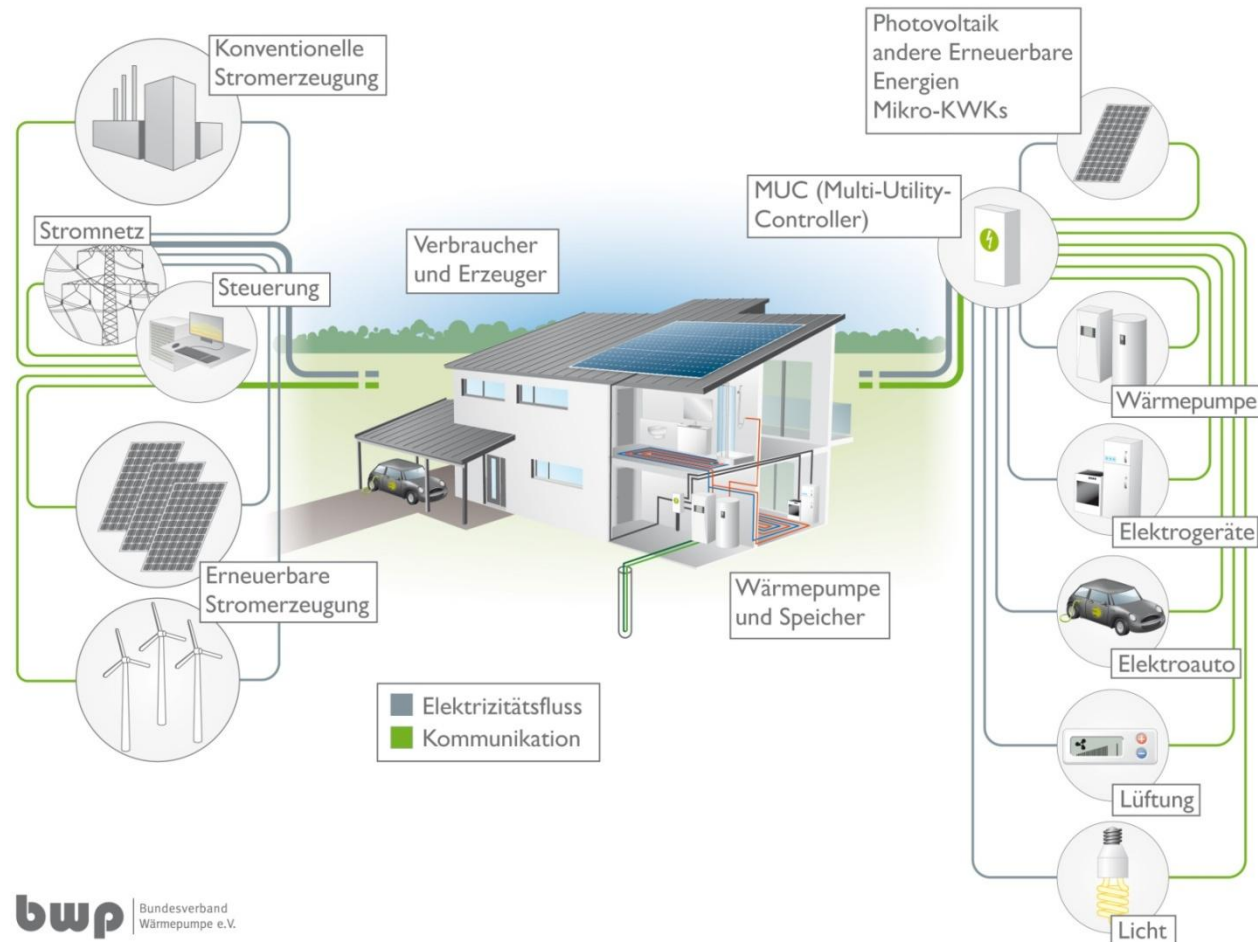 Konventionelle
Stromerzeugung
Stromnetz
Steuerung
Erneuerbare
Stromerzeugung
Verbraucher
und Erzeuger
Wärmepumpe
und Speicher
Elektrizitätsfluss
Kommunikation
Photovoltaik
andere Erneuerbare
Energien
Mikro-KWKs
MUC (Multi-Utility-
Controller)
Wärmepumpe
Elektrogeräte
Elektroauto
Lüftung
Licht
bwp
Bundesverband
Wärmepumpe e.V.